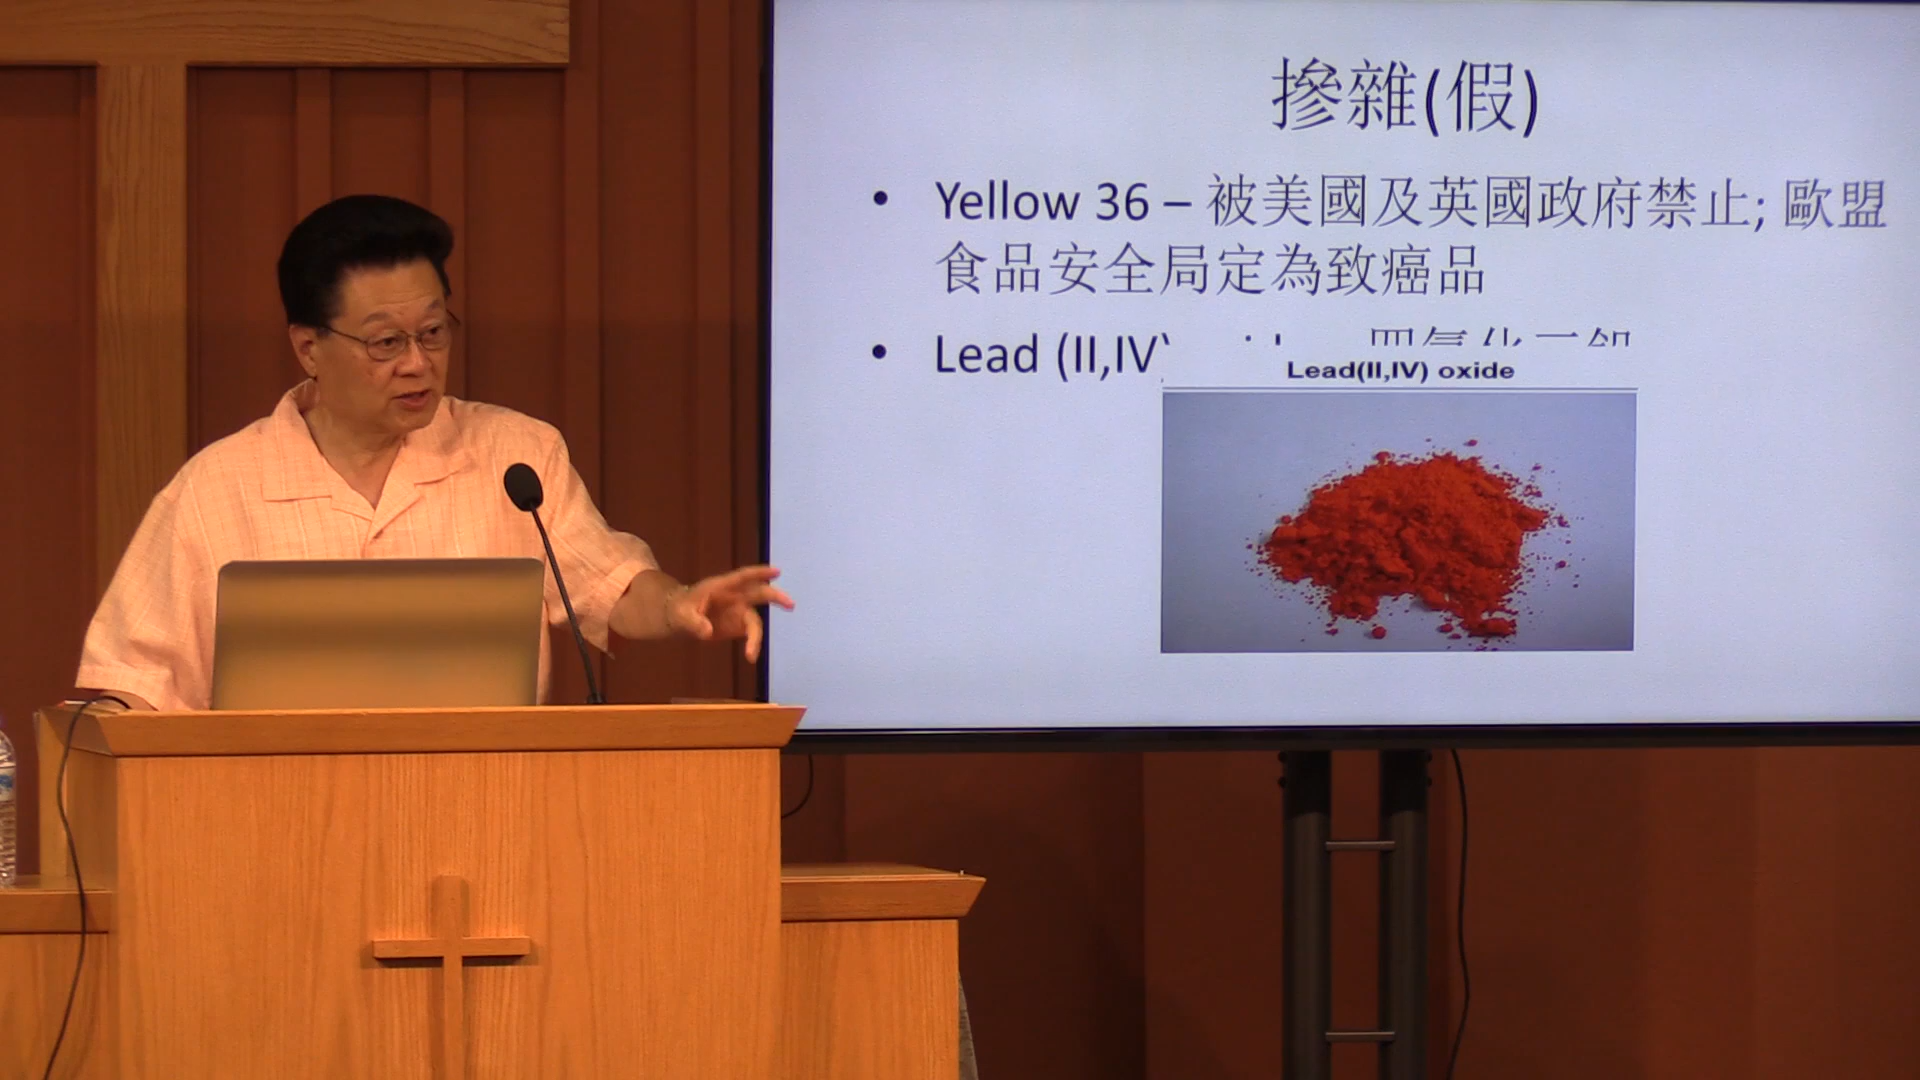 摻雜(假)
• Yellow 36 – 被美國及英國政府禁止; 歐盟
食品安全局定為致癌品
• Lead (II,IV)
Lead(II,IV) oxide